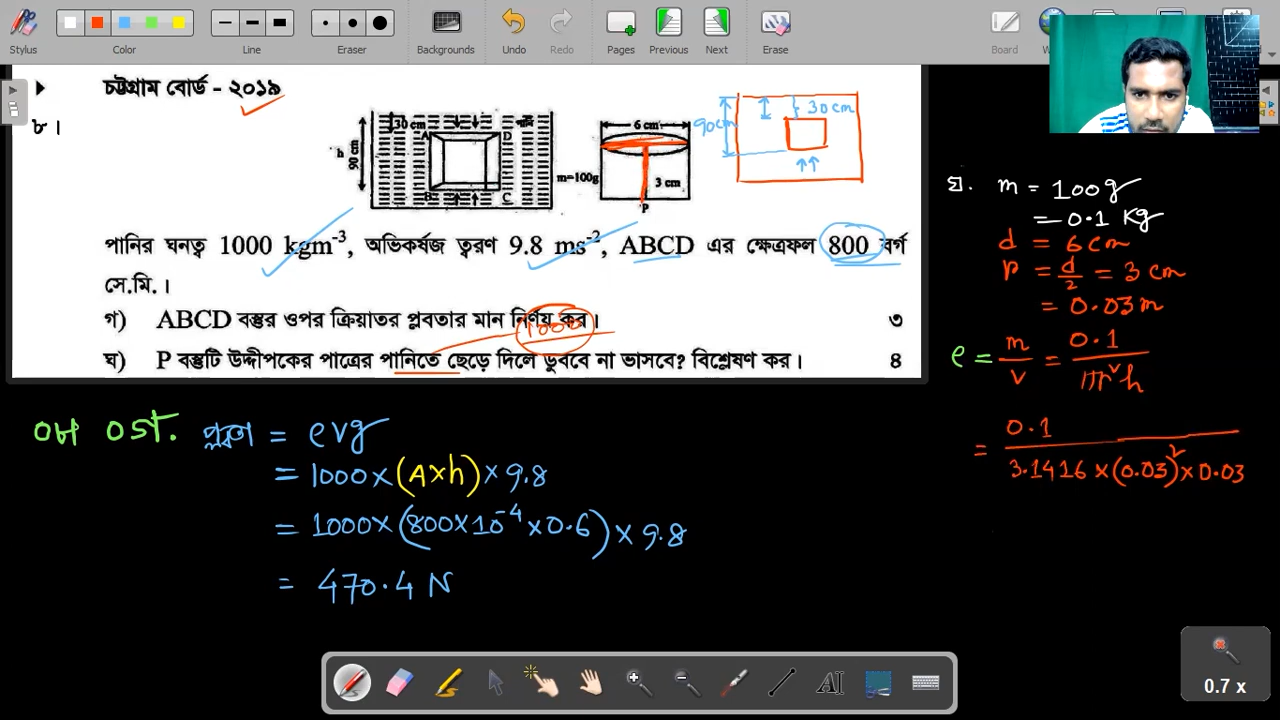 Stylus Color Line Eraser Backgrounds Undo Redo Pages Previous Next Erase Board
চট্টগ্রাম বোর্ড - ২০১৯
৮।
30 cm
পানি
A D
h
90 cm
B C
6 cm
m=100g
3 cm
P
90cm
30cm
পানির ঘনত্ব 1000 kgm⁻³, অভিকর্ষজ ত্বরণ 9.8 ms⁻², ABCD এর ক্ষেত্রফল 800 বর্গ
সে.মি.।
গ) ABCD বস্তুর ওপর ক্রিয়াতর প্লবতার মান নির্ণয় কর। ৩
1000
ঘ) P বস্তুটি উদ্দীপকের পাত্রের পানিতে ছেড়ে দিলে ডুববে না ভাসবে? বিশ্লেষণ কর। ৪
প্লবতা = ρvg
= 1000 × (A×h) × 9.8
= 1000 × (800×10⁻⁴ × 0.6) × 9.8
= 470.4 N
ঘ. m = 100g
= 0.1 Kg
d = 6cm
r = d/2 = 3 cm
= 0.03m
ρ = m/v = 0.1/πr²h
= 0.1/3.1416 × (0.03)² × 0.03
0.7 x